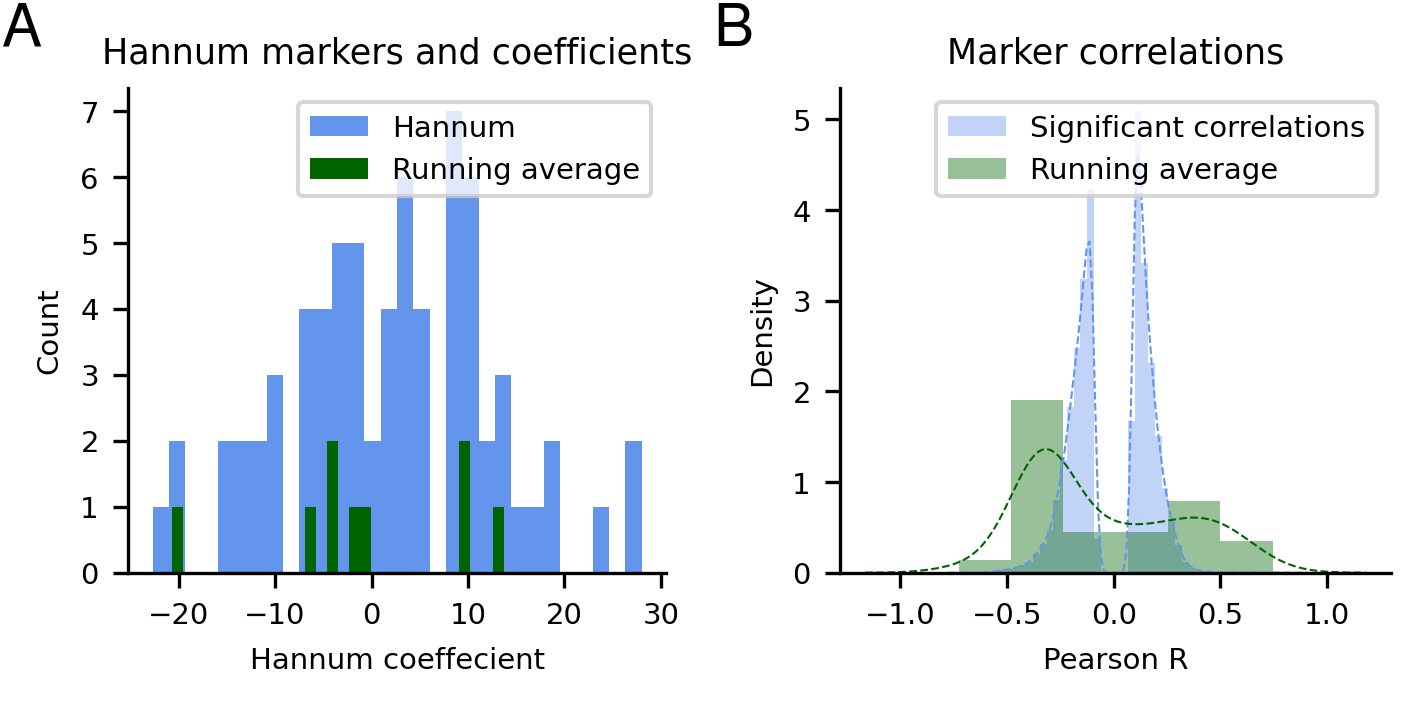 A
Hannum markers and coefficients
Hannum
Running average
Count
7
6
5
4
3
2
1
0
−20
−10
0
10
20
30
Hannum coeffecient
B
Marker correlations
Significant correlations
Running average
Density
5
4
3
2
1
0
−1.0
−0.5
0.0
0.5
1.0
Pearson R